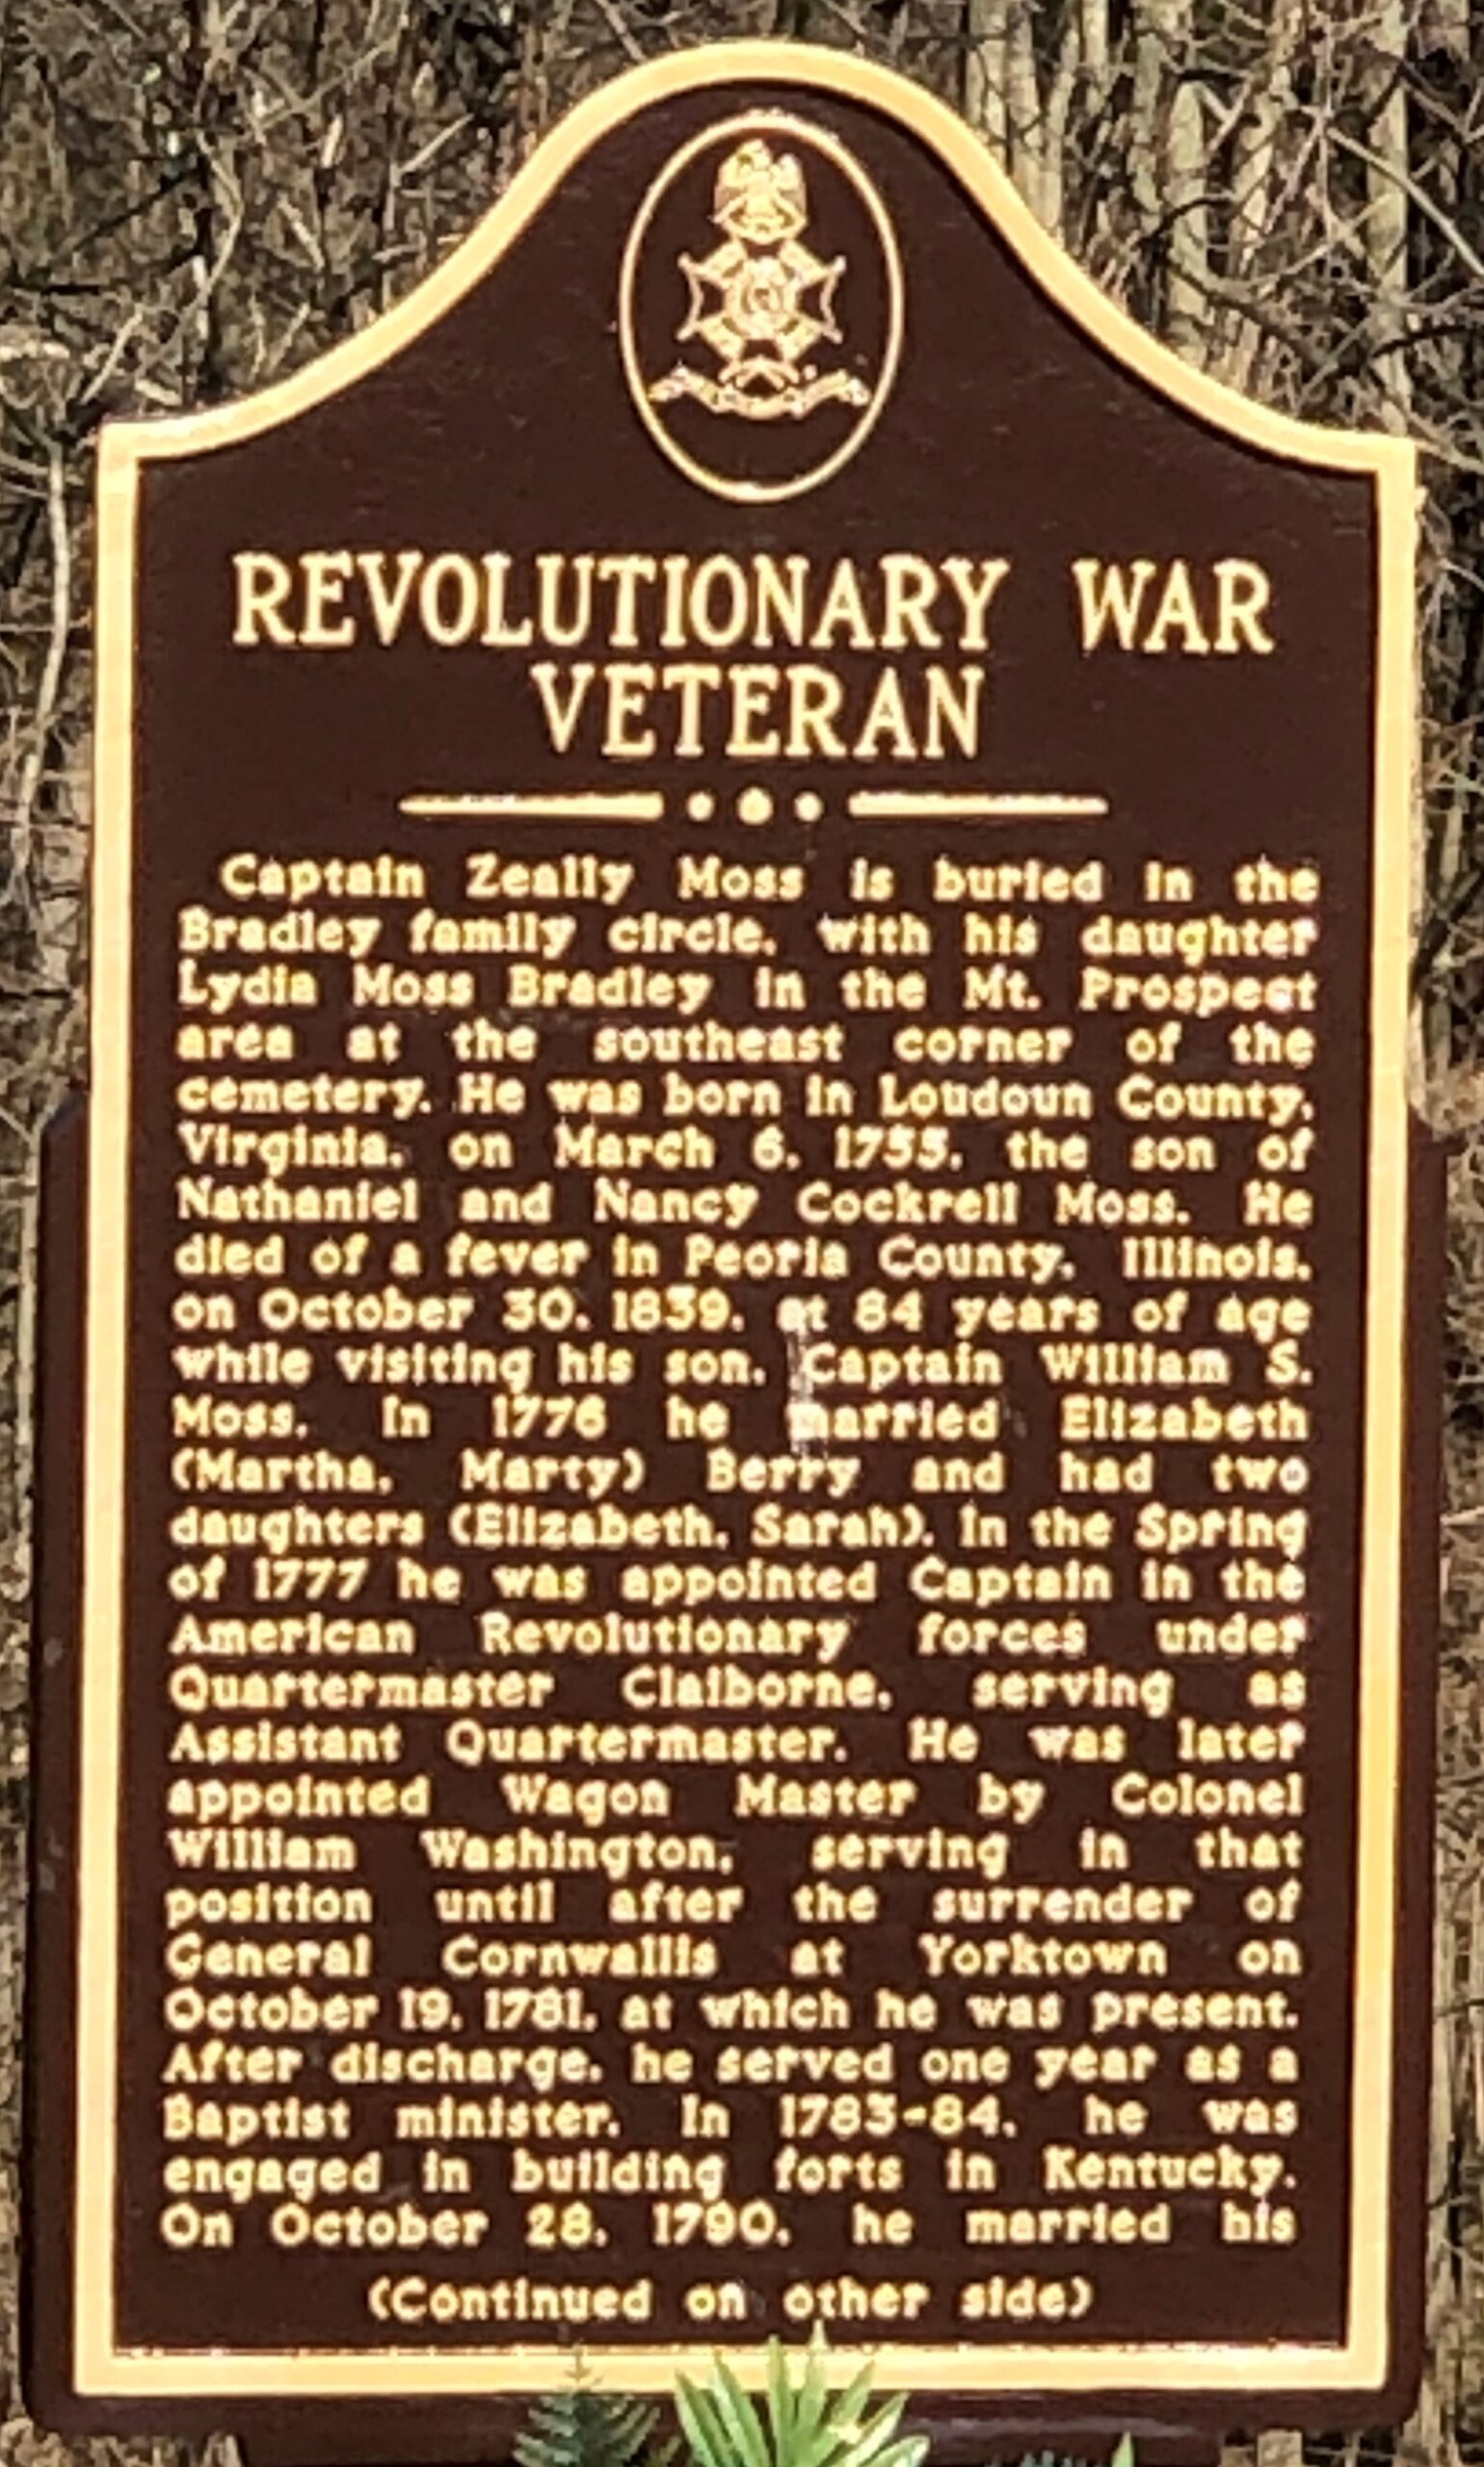 REVOLUTIONARY WAR
VETERAN
Captain Zeally Moss is buried in the
Bradley family circle, with his daughter
Lydia Moss Bradley in the Mt. Prospect
area at the southeast corner of the
cemetery. He was born in Loudoun County,
Virginia, on March 6, 1755, the son of
Nathaniel and Nancy Cockrell Moss. He
died of a fever in Peoria County, Illinois,
on October 30, 1839, at 84 years of age
while visiting his son, Captain William S.
Moss. In 1776 he married Elizabeth
(Martha, Marty) Berry and had two
daughters (Elizabeth, Sarah). In the Spring
of 1777 he was appointed Captain in the
American Revolutionary forces under
Quartermaster Claiborne, serving as
Assistant Quartermaster. He was later
appointed Wagon Master by Colonel
William Washington, serving in that
position until after the surrender of
General Cornwallis at Yorktown on
October 19, 1781, at which he was present.
After discharge, he served one year as a
Baptist minister. In 1783-84, he was
engaged in building forts in Kentucky.
On October 28, 1790, he married his
(Continued on other side)